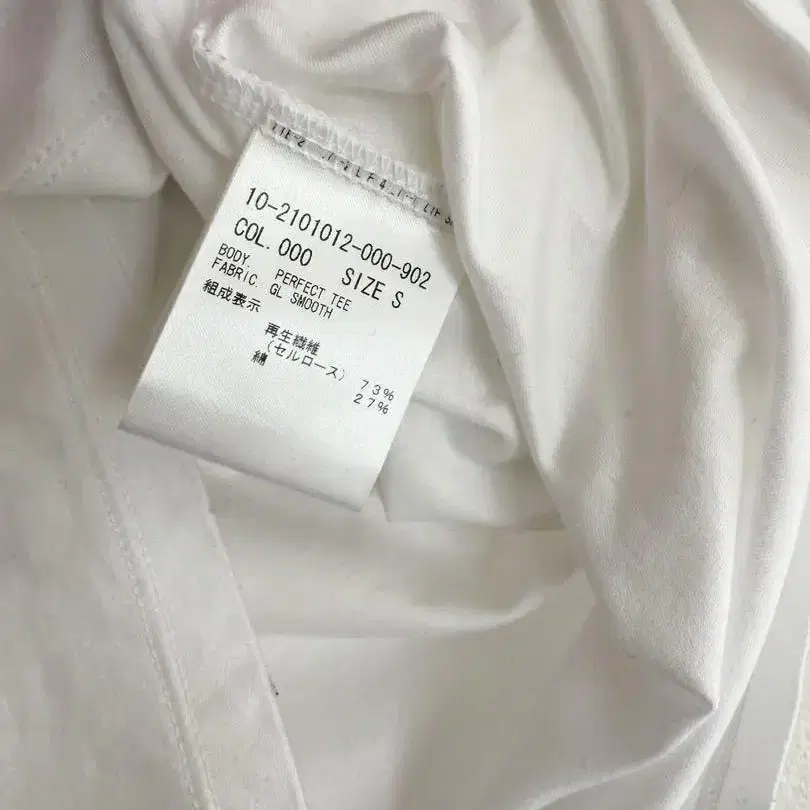 10-2101012-000-902
COL. 000 SIZE S
BODY. PERFECT TEE
FABRIC. GL SMOOTH
組成表示
再生繊維
(セルロース) 73%
綿 27%